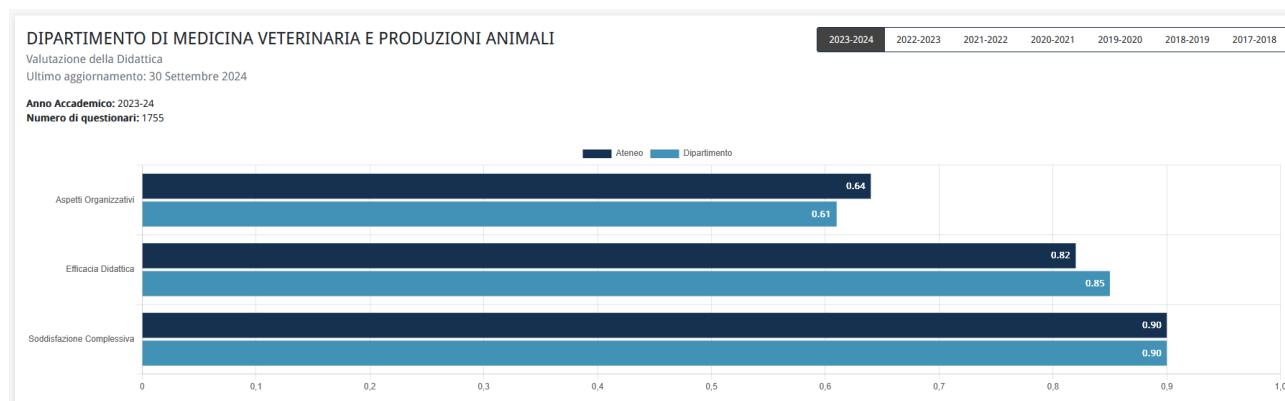 DIPARTIMENTO DI MEDICINA VETERINARIA E PRODUZIONI ANIMALI
2023-2024 2022-2023 2021-2022 2020-2021 2019-2020 2018-2019 2017-2018
Valutazione della Didattica
Ultimo aggiornamento: 30 Settembre 2024
Anno Accademico: 2023-24
Numero di questionari: 1755
Ateneo Dipartimento
Aspetti Organizzativi
0.64
0.61
Efficacia Didattica
0.82
0.85
Soddisfazione Complessiva
0.90
0.90
0 0,1 0,2 0,3 0,4 0,5 0,6 0,7 0,8 0,9 1,0